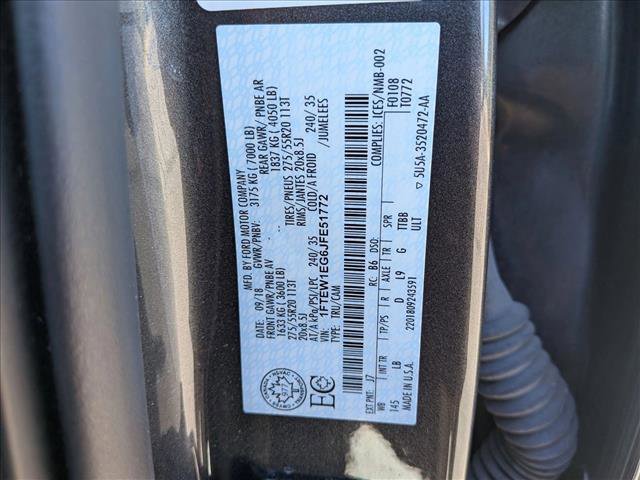 MFD. BY FORD MOTOR COMPANY
09/18 GVWR/PNBV: 3175 KG ( 7000 LB)
FRONT GAWR/ PNBE AV REAR GAWR/ PNBE AR
1633 KG ( 3600 LB) 1837 KG ( 4050 LB)
275/55R20 113T TIRES/PNEUS 275/55R20 113T
20x8.5J RIMS/JANTES 20x8.5J
AT/A kPa/PSI/LPC 240/ 35 COLD/A FROID 240/ 35
VIN: 1FTEW1EG6JFE51772 /JUMELEES
TYPE: TRU/CAM
COMPLIES: ICES/NMB-002
F0108
T0772
EXT PNT: J7 RC: B6 DSO:
WB INT TR TP/PS R AXLE TR SPR
145 LB D L9 G TTBB
ULT
2201809243591
MADE IN U.S.A. ▽ 5U5A-3520472-AA
EC